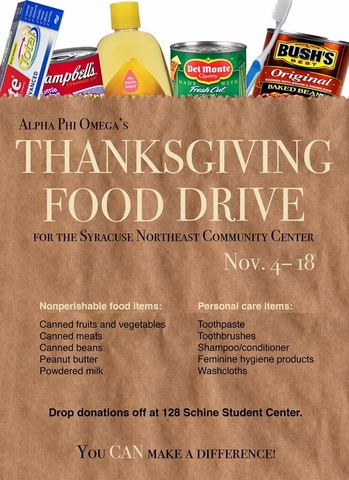 Total
ADVANCED
Campbell's
Del Monte
Quality
Fresh Cut
BUSH'S
BEST
Original
BAKED BEANS
ALPHA PHI OMEGA'S
THANKSGIVING
FOOD DRIVE
FOR THE SYRACUSE NORTHEAST COMMUNITY CENTER
NOV. 4–18
Nonperishable food items:
Canned fruits and vegetables
Canned meats
Canned beans
Peanut butter
Powdered milk
Personal care items:
Toothpaste
Toothbrushes
Shampoo/conditioner
Feminine hygiene products
Washcloths
Drop donations off at 128 Schine Student Center.
YOU CAN MAKE A DIFFERENCE!